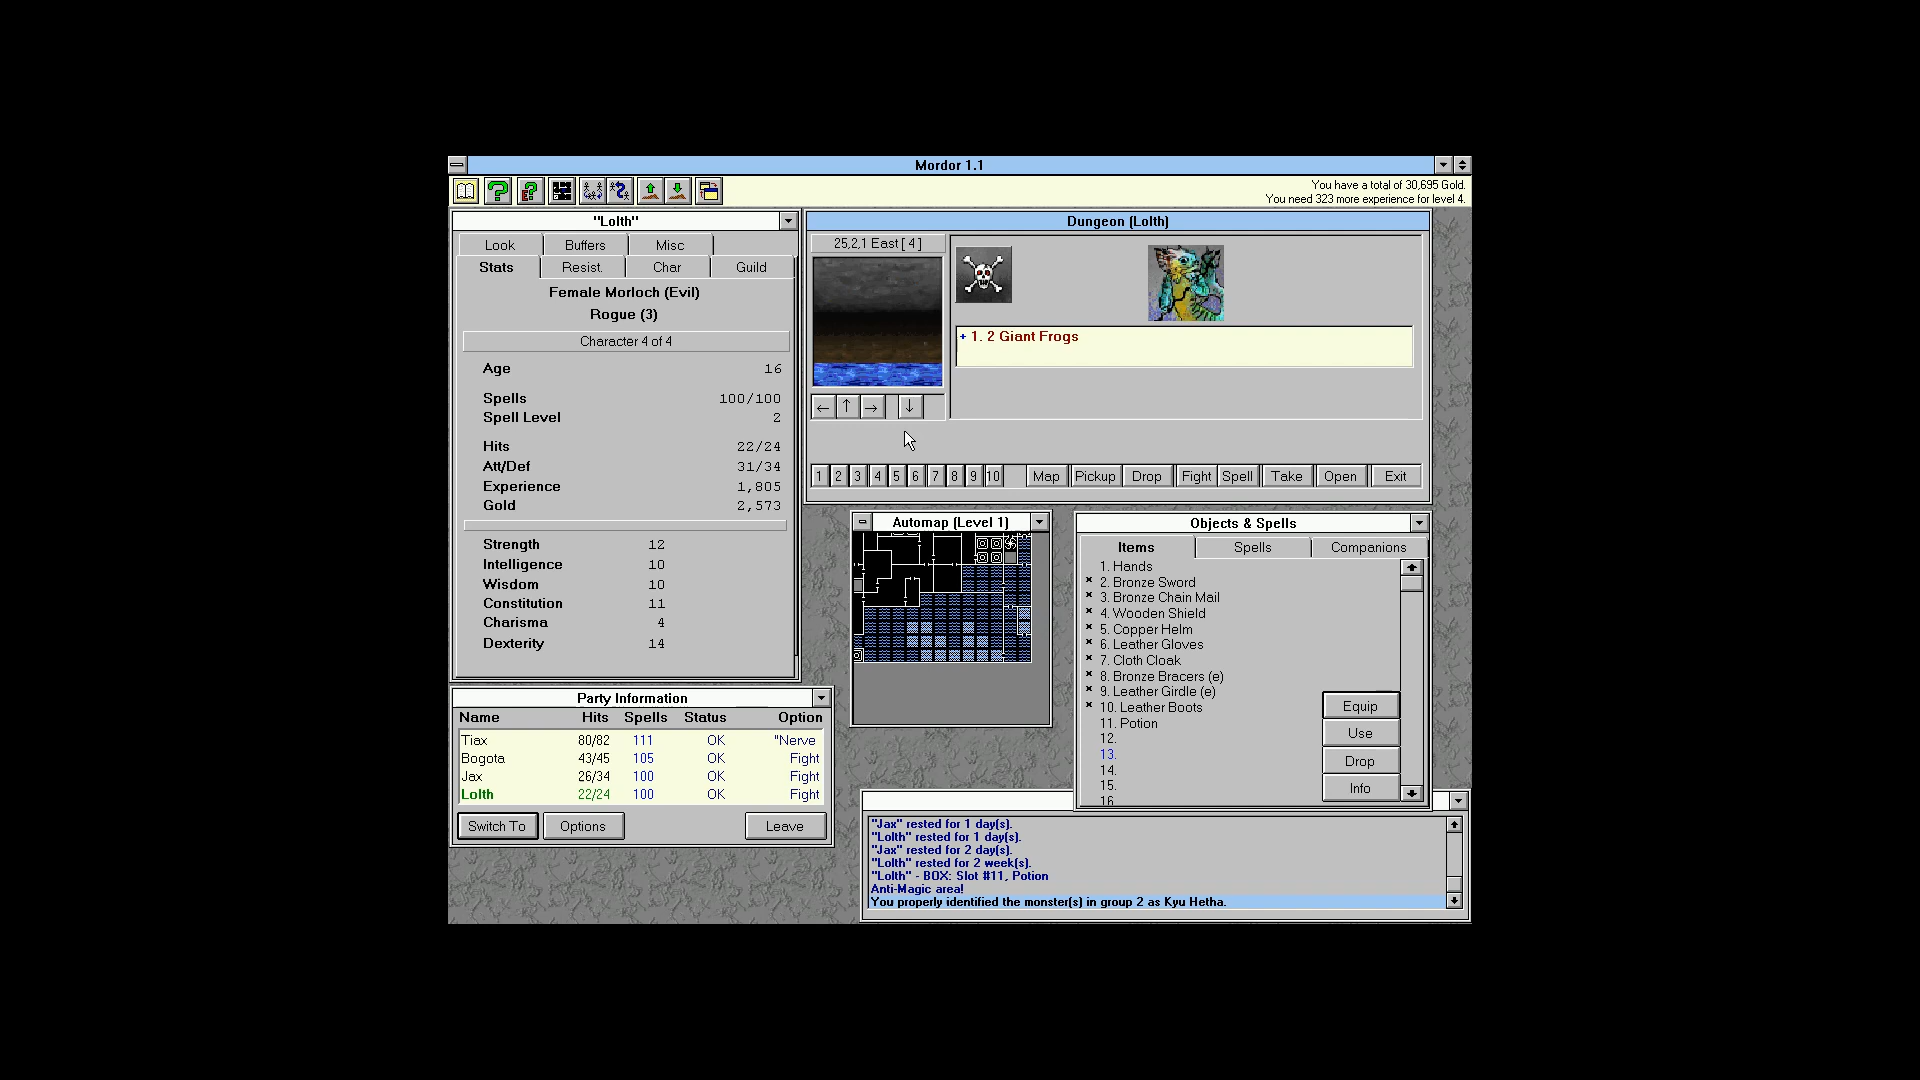 Mordor 1.1
You have a total of 30,695 Gold.
You need 323 more experience for level 4.
"Lolth"
Look Buffers Misc
Stats Resist. Char Guild
Female Morloch (Evil)
Rogue (3)
Character 4 of 4
Age 16
Spells 100/100
Spell Level 2
Hits 22/24
Att/Def 31/34
Experience 1,805
Gold 2,573
Strength 12
Intelligence 10
Wisdom 10
Constitution 11
Charisma 4
Dexterity 14
Dungeon (Lolth)
25,2,1 East [ 4 ]
+ 1. 2 Giant Frogs
1 2 3 4 5 6 7 8 9 10 Map Pickup Drop Fight Spell Take Open Exit
Automap (Level 1)
Objects & Spells
Items Spells Companions
1. Hands
× 2. Bronze Sword
× 3. Bronze Chain Mail
× 4. Wooden Shield
× 5. Copper Helm
× 6. Leather Gloves
× 7. Cloth Cloak
× 8. Bronze Bracers (e)
× 9. Leather Girdle (e)
× 10. Leather Boots
11. Potion
12.
13.
14.
15.
16
Equip
Use
Drop
Info
Party Information
Name Hits Spells Status Option
Tiax 80/82 111 OK "Nerve
Bogota 43/45 105 OK Fight
Jax 26/34 100 OK Fight
Lolth 22/24 100 OK Fight
Switch To Options Leave
"Jax" rested for 1 day(s).
"Lolth" rested for 1 day(s).
"Jax" rested for 2 day(s).
"Lolth" rested for 2 week(s).
"Lolth" - BOX: Slot #11, Potion
Anti-Magic area!
You properly identified the monster(s) in group 2 as Kyu Hetha.